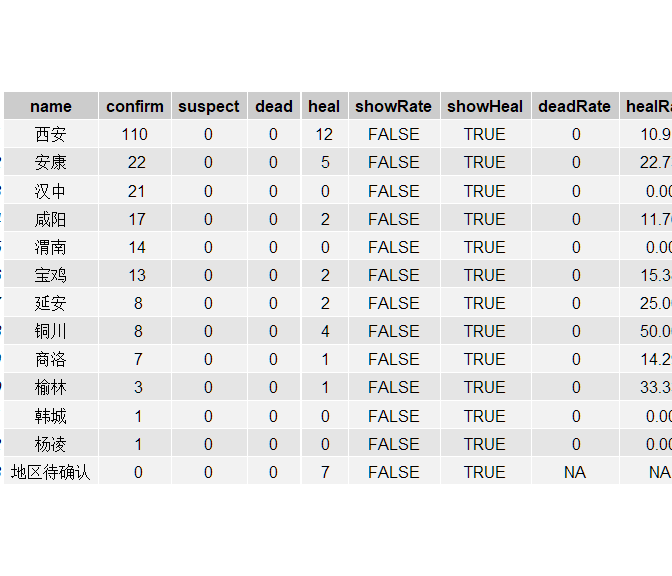 name confirm suspect dead heal showRate showHeal deadRate healRa
西安 110 0 0 12 FALSE TRUE 0 10.9
安康 22 0 0 5 FALSE TRUE 0 22.7
汉中 21 0 0 0 FALSE TRUE 0 0.00
咸阳 17 0 0 2 FALSE TRUE 0 11.7
渭南 14 0 0 0 FALSE TRUE 0 0.00
宝鸡 13 0 0 2 FALSE TRUE 0 15.3
延安 8 0 0 2 FALSE TRUE 0 25.0
铜川 8 0 0 4 FALSE TRUE 0 50.0
商洛 7 0 0 1 FALSE TRUE 0 14.2
榆林 3 0 0 1 FALSE TRUE 0 33.3
韩城 1 0 0 0 FALSE TRUE 0 0.00
杨凌 1 0 0 0 FALSE TRUE 0 0.00
地区待确认 0 0 0 7 FALSE TRUE NA NA